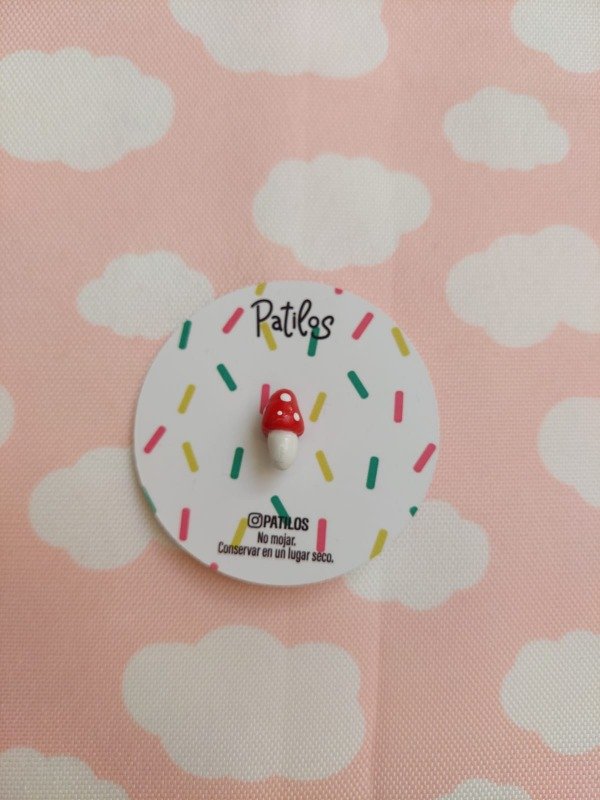 Patilos
PATILOS
No mojar.
Conservar en un lugar seco.